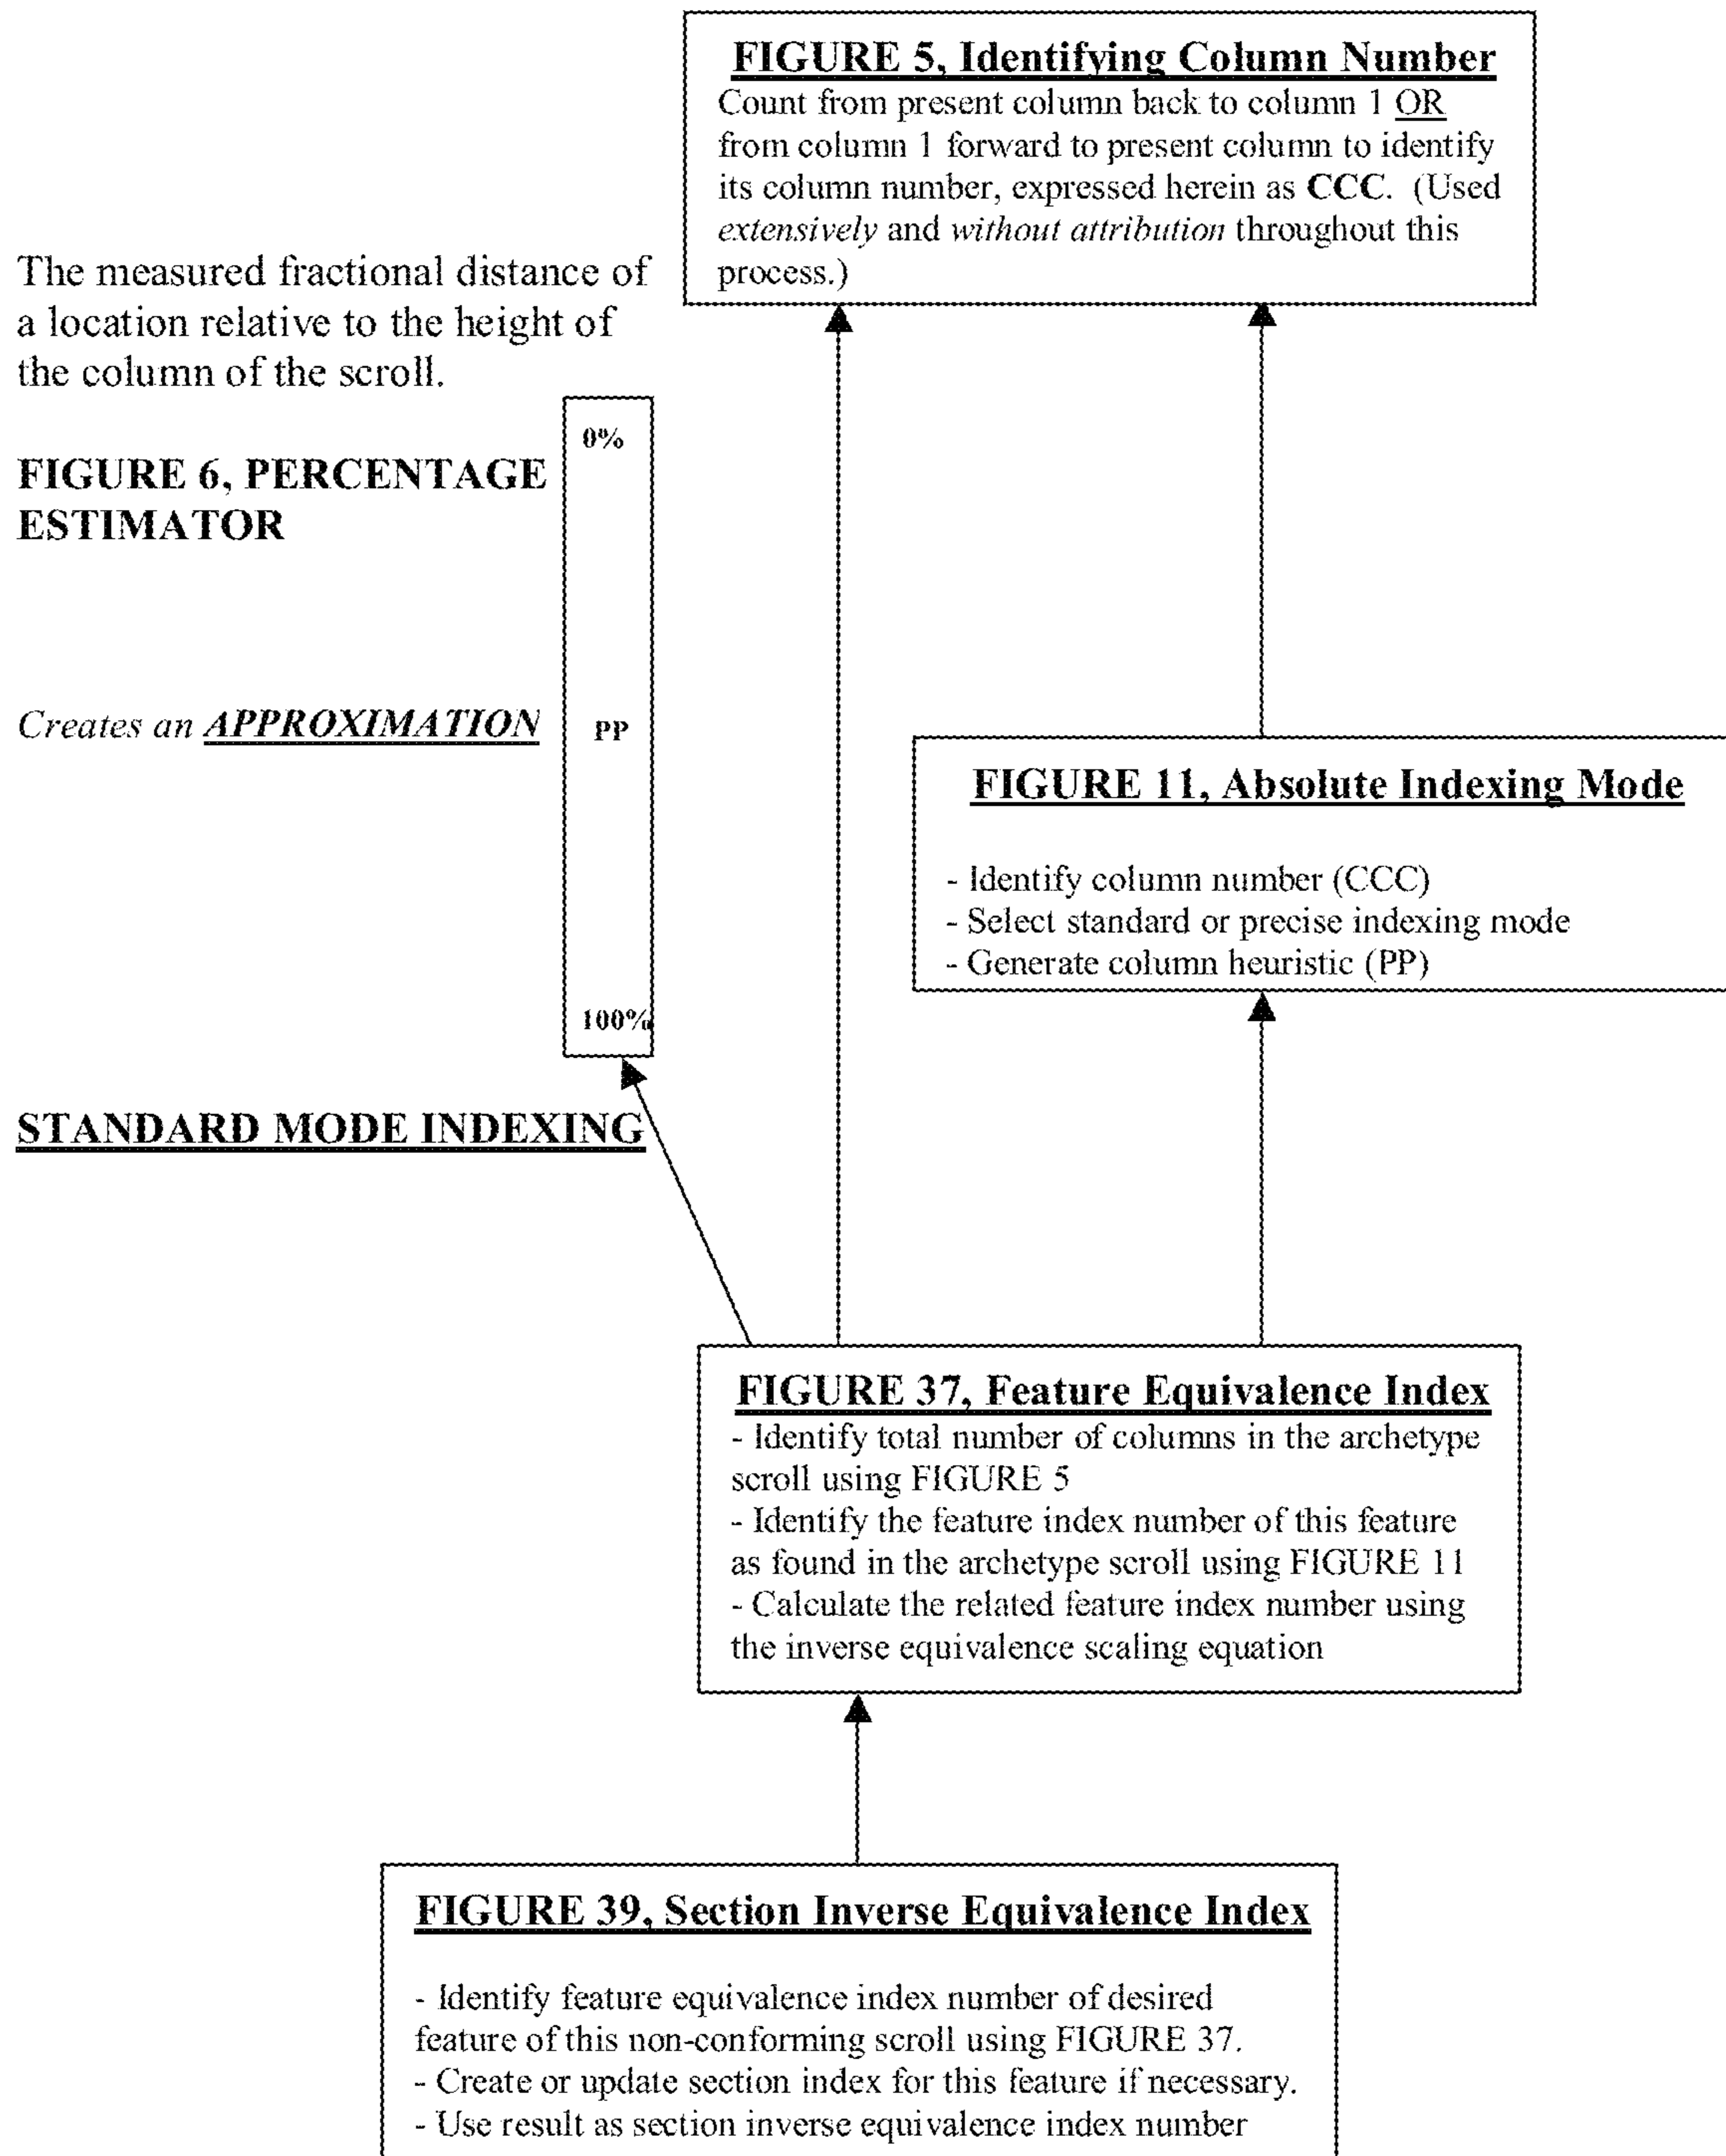 FIGURE 5, Identifying Column Number
Count from present column back to column 1 OR
from column 1 forward to present column to identify
its column number, expressed herein as CCC. (Used
extensively and without attribution throughout this
process.)
The measured fractional distance of
a location relative to the height of
the column of the scroll.
0%
FIGURE 6, PERCENTAGE
ESTIMATOR
Creates an APPROXIMATION
PP
100%
STANDARD MODE INDEXING
FIGURE 11, Absolute Indexing Mode
- Identify column number (CCC)
- Select standard or precise indexing mode
- Generate column heuristic (PP)
FIGURE 37, Feature Equivalence Index
- Identify total number of columns in the archetype
scroll using FIGURE 5
- Identify the feature index number of this feature
as found in the archetype scroll using FIGURE 11
- Calculate the related feature index number using
the inverse equivalence scaling equation
FIGURE 39, Section Inverse Equivalence Index
- Identify feature equivalence index number of desired
feature of this non-conforming scroll using FIGURE 37.
- Create or update section index for this feature if necessary.
- Use result as section inverse equivalence index number